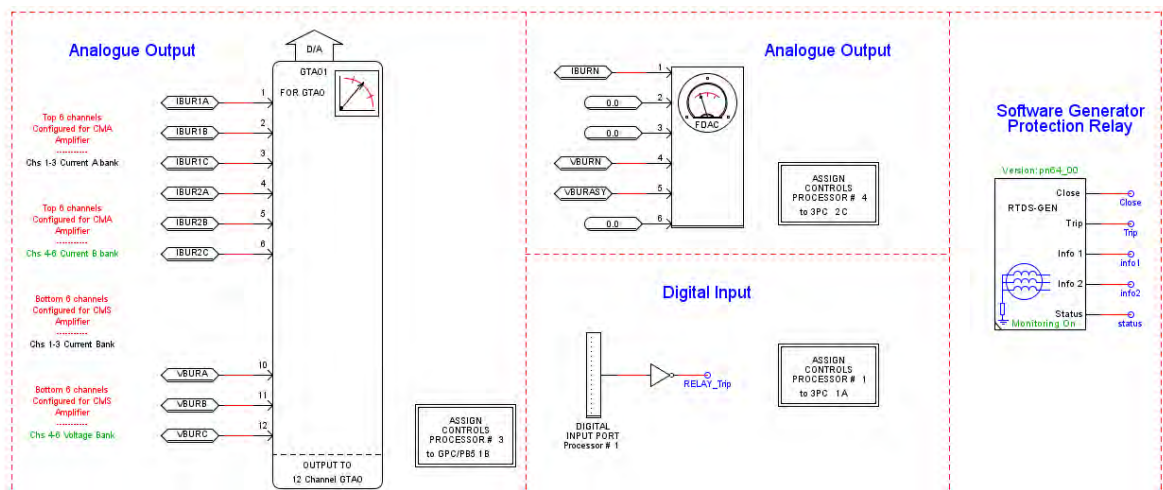 Analogue Output
D/A
GTAO1
FOR GTAO
Top 6 channels
Configured for CMA
Amplifier
------------
Chs 1-3 Current A bank
Top 6 channels
Configured for CMA
Amplifier
------------
Chs 4-6 Current B bank
Bottom 6 channels
Configured for CMS
Amplifier
------------
Chs 1-3 Current Bank
Bottom 6 channels
Configured for CMS
Amplifier
------------
Chs 4-6 Voltage Bank
IBUR1A 1
IBUR1B 2
IBUR1C 3
IBUR2A 4
IBUR2B 5
IBUR2C 6
VBURA 10
VBURB 11
VBURC 12
OUTPUT TO
12 Channel GTAO
ASSIGN
CONTROLS
PROCESSOR # 3
to GPC/PB5 1B
Analogue Output
IBURN 1
0.0 2
0.0 3
VBURN 4
VBURASY 5
0.0 6
FDAC
ASSIGN
CONTROLS
PROCESSOR # 4
to 3PC 2C
Digital Input
RELAY_Trip
DIGITAL
INPUT PORT
Processor # 1
ASSIGN
CONTROLS
PROCESSOR # 1
to 3PC 1A
Software Generator
Protection Relay
Version: pn64_00
RTDS-GEN
Close Close
Trip Trip
Info 1 info1
Info 2 info2
Status status
Monitoring On